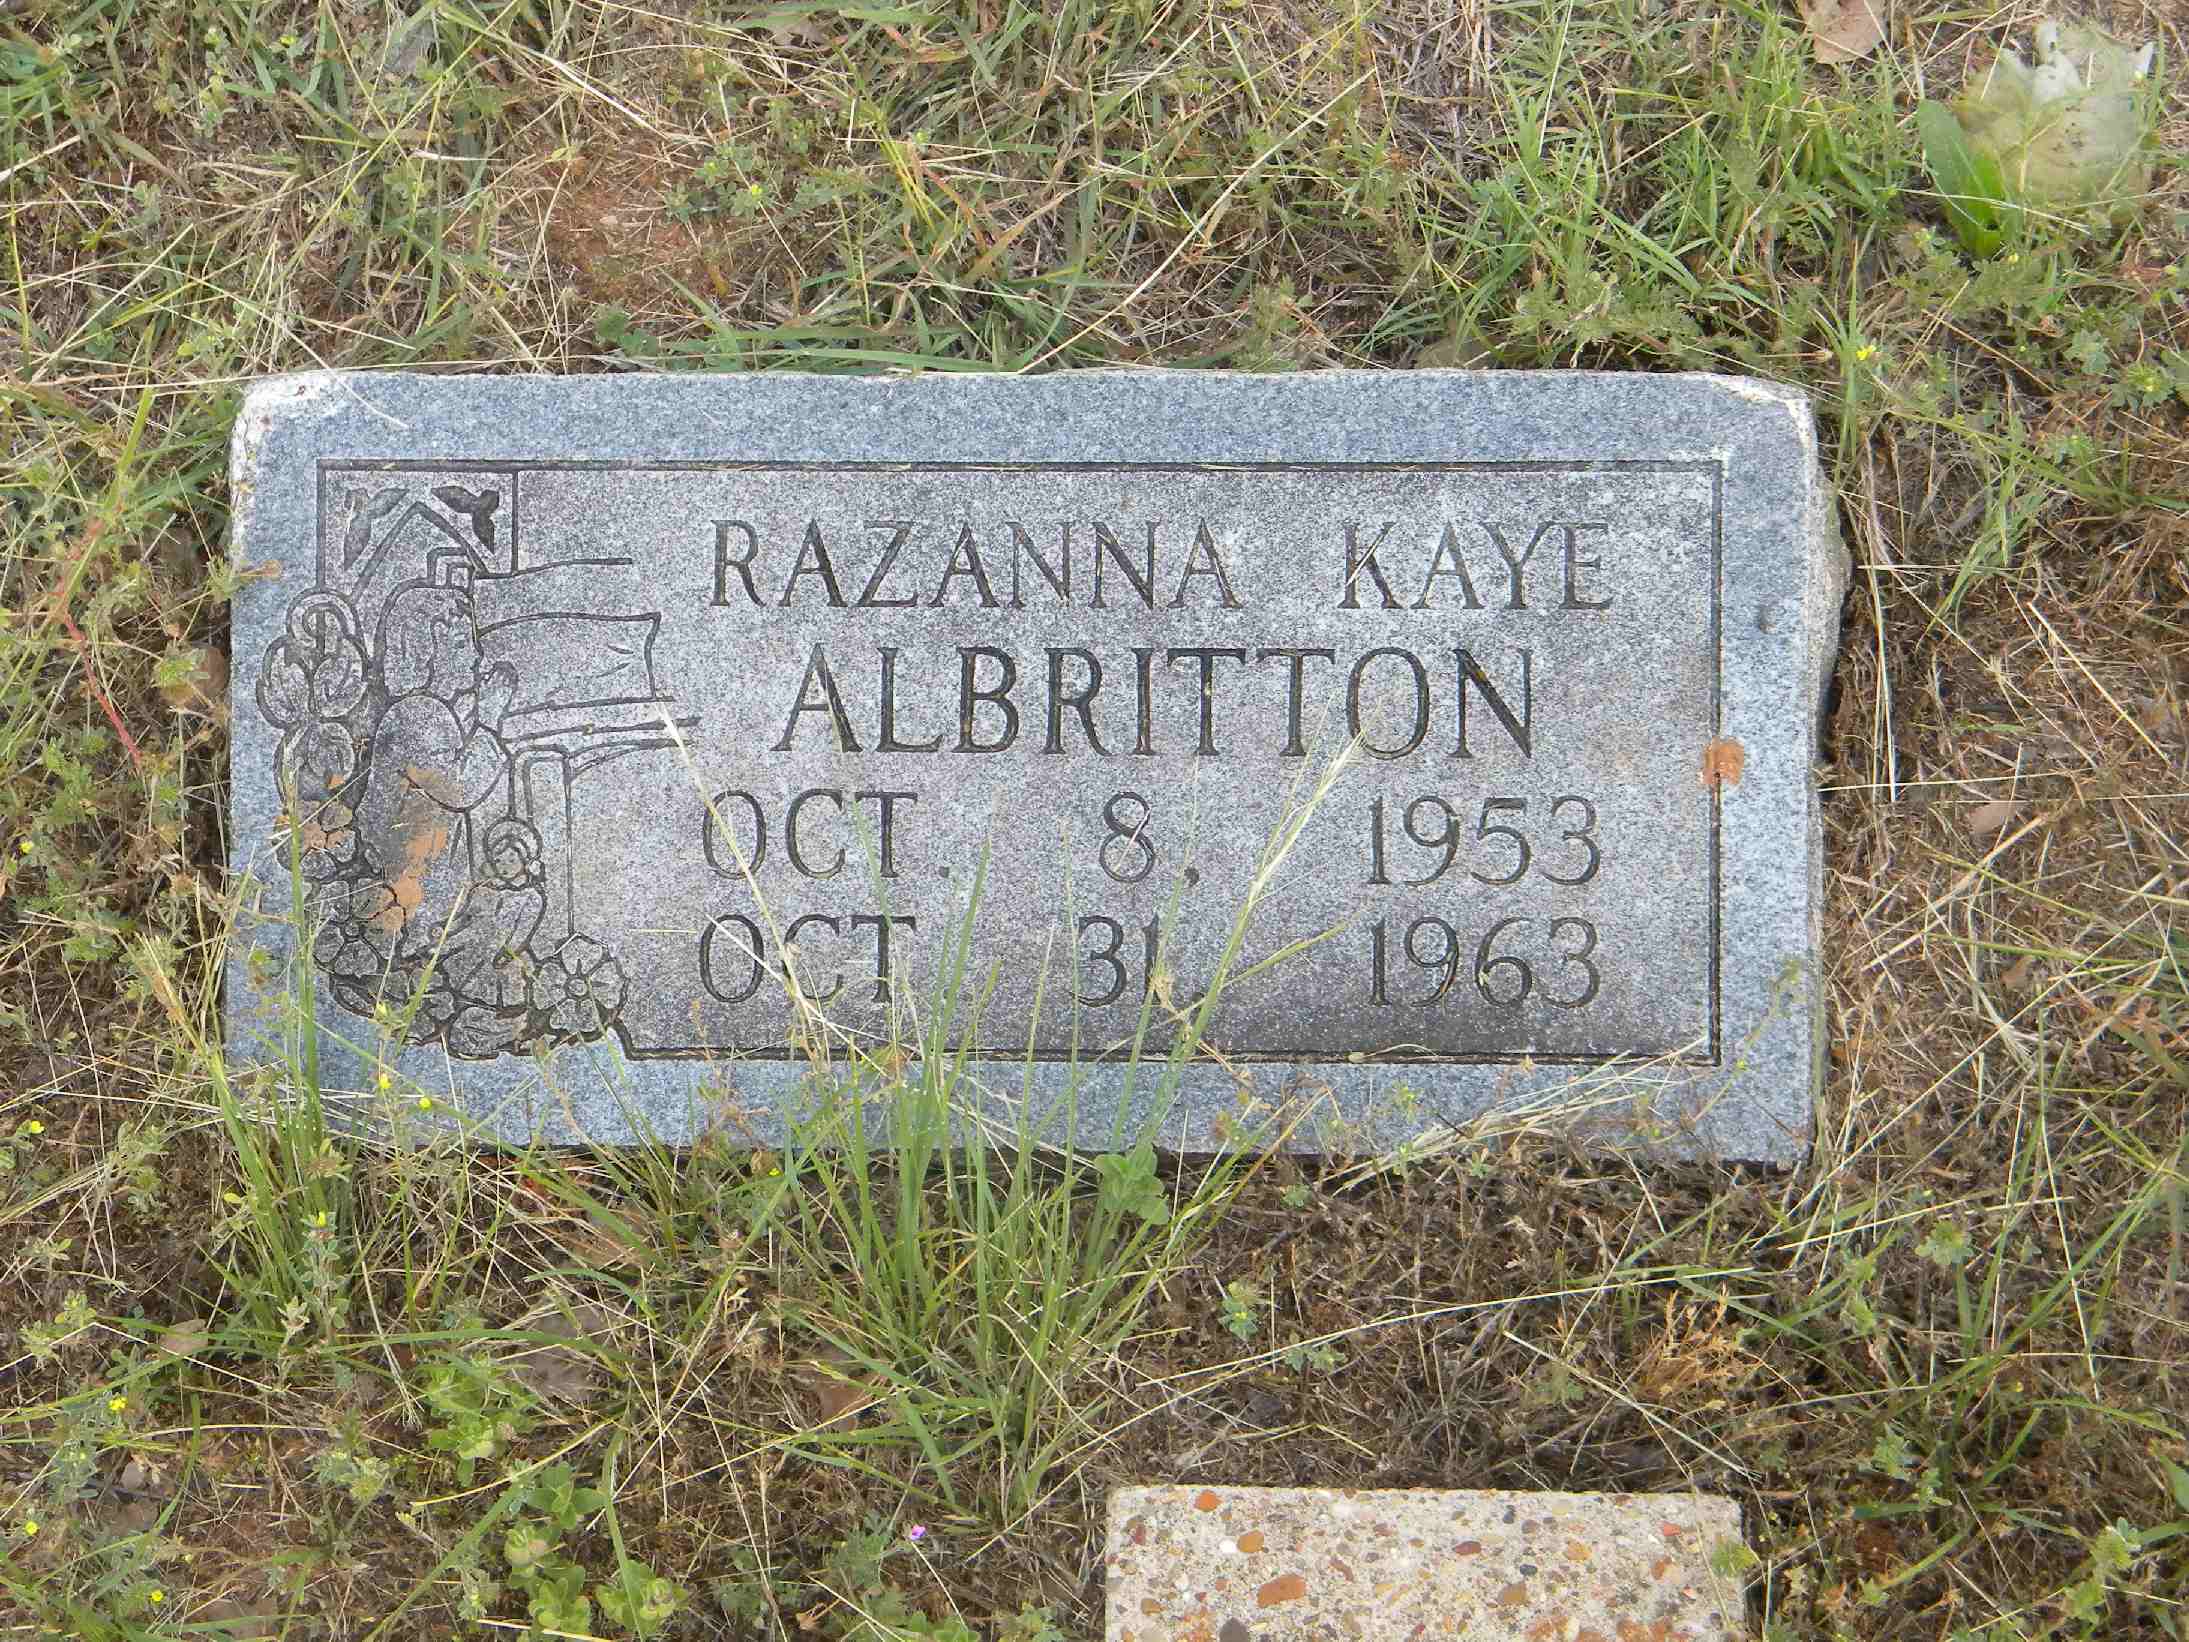 RAZANNA KAYE
ALBRITTON
OCT. 8, 1953
OCT. 31, 1963